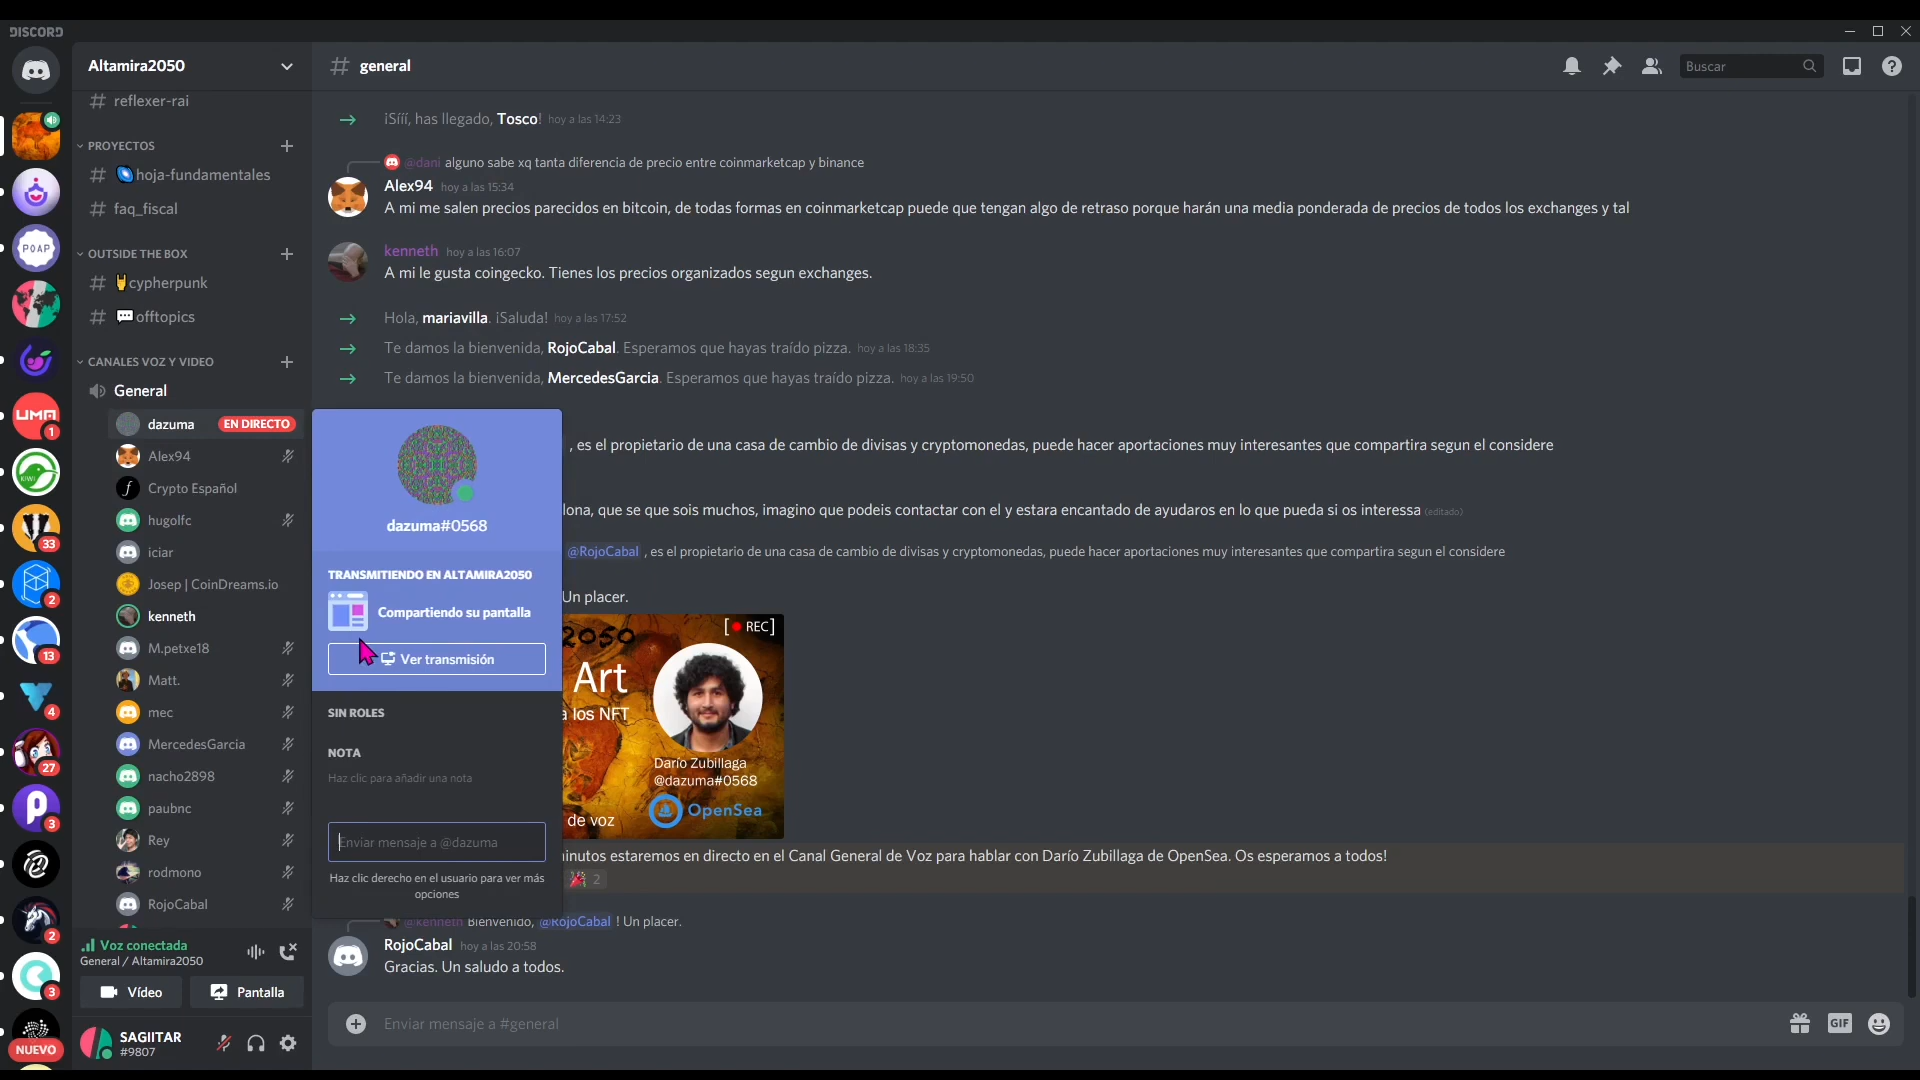 DISCORD
Altamira2050
general
Buscar
reflexer-rai
PROYECTOS
hoja-fundamentales
faq_fiscal
OUTSIDE THE BOX
cypherpunk
offtopics
CANALES VOZ Y VIDEO
General
dazuma EN DIRECTO
Alex94
Crypto Español
hugolfc
iciar
Josep | CoinDreams.io
kenneth
M.petxe18
Matt.
mec
MercedesGarcia
nacho2898
paubnc
Rey
rodmono
RojoCabal
Voz conectada
General / Altamira2050
Vídeo
Pantalla
SAGIITAR
#9807
POAP
UMA
1
KIWI
33
2
13
4
27
3
2
3
NUEVO
¡Sííí, has llegado, Tosco! hoy a las 14:23
@dani alguno sabe xq tanta diferencia de precio entre coinmarketcap y binance
Alex94 hoy a las 15:34
A mi me salen precios parecidos en bitcoin, de todas formas en coinmarketcap puede que tengan algo de retraso porque harán una media ponderada de precios de todos los exchanges y tal
kenneth hoy a las 16:07
A mi le gusta coingecko. Tienes los precios organizados segun exchanges.
Hola, mariavilla. ¡Saluda! hoy a las 17:52
Te damos la bienvenida, RojoCabal. Esperamos que hayas traído pizza. hoy a las 18:35
Te damos la bienvenida, MercedesGarcia. Esperamos que hayas traído pizza. hoy a las 19:50
, es el propietario de una casa de cambio de divisas y cryptomonedas, puede hacer aportaciones muy interesantes que compartira segun el considere
lona, que se que sois muchos, imagino que podeis contactar con el y estara encantado de ayudaros en lo que pueda si os interessa (editado)
@RojoCabal , es el propietario de una casa de cambio de divisas y cryptomonedas, puede hacer aportaciones muy interesantes que compartira segun el considere
Un placer.
dazuma#0568
TRANSMITIENDO EN ALTAMIRA2050
Compartiendo su pantalla
Ver transmisión
SIN ROLES
NOTA
Haz clic para añadir una nota
Enviar mensaje a @dazuma
Haz clic derecho en el usuario para ver más
opciones
2050
[ REC]
Art
a los NFT
Darío Zubillaga
@dazuma#0568
OpenSea
de voz
inutos estaremos en directo en el Canal General de Voz para hablar con Darío Zubillaga de OpenSea. Os esperamos a todos!
2
@kenneth Bienvenido, @RojoCabal ! Un placer.
RojoCabal hoy a las 20:58
Gracias. Un saludo a todos.
Enviar mensaje a #general
GIF